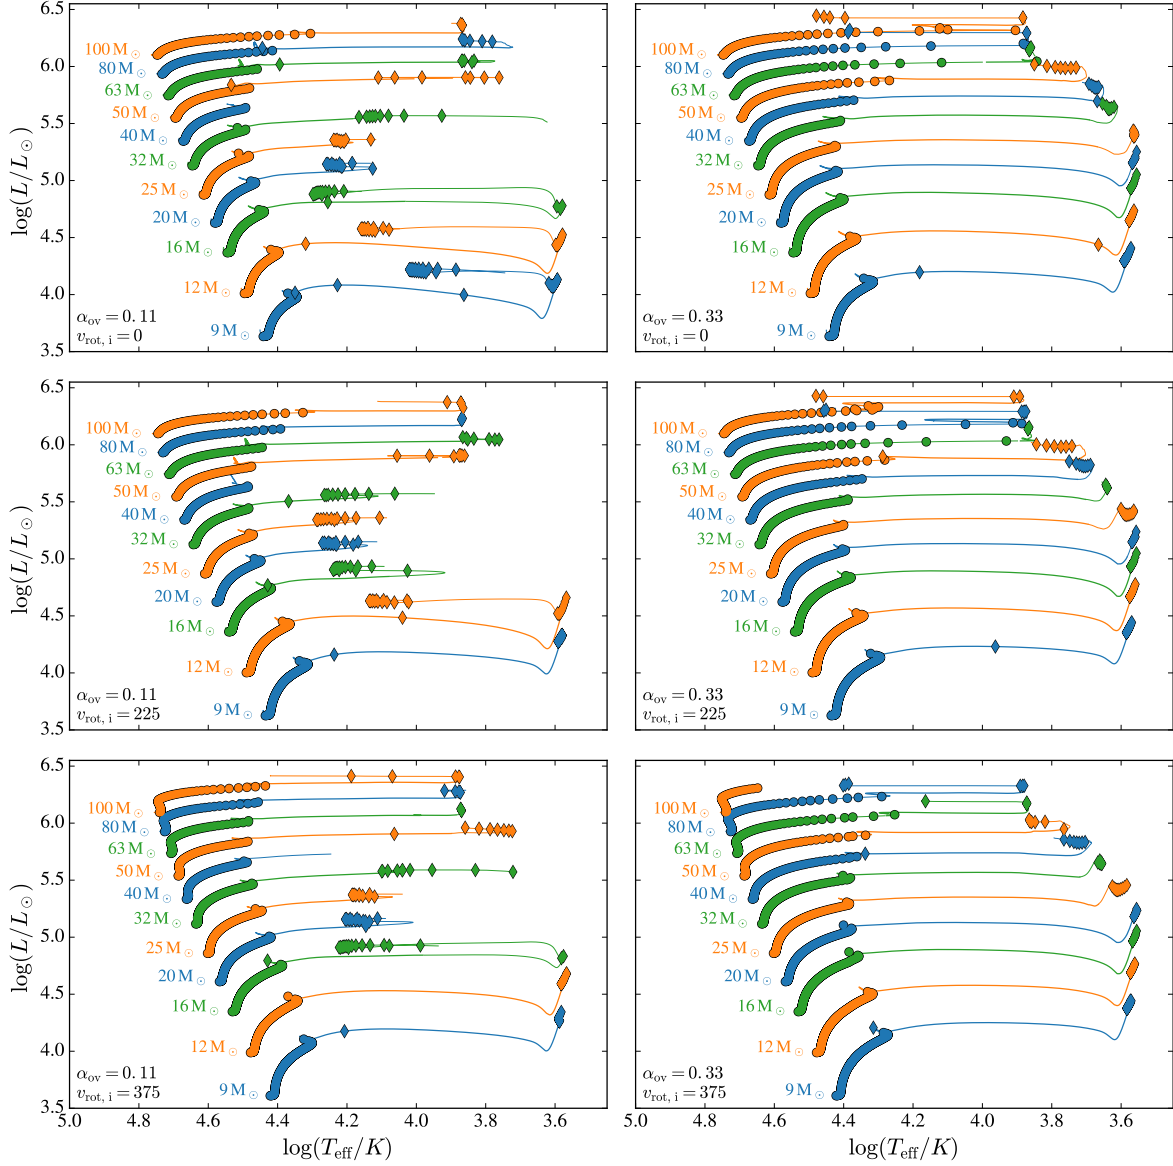 6.5
6.0
5.5
5.0
4.5
4.0
3.5
log(L/L⊙)
100 M⊙
80 M⊙
63 M⊙
50 M⊙
40 M⊙
32 M⊙
25 M⊙
20 M⊙
16 M⊙
12 M⊙
9 M⊙
αov = 0.11
vrot, i = 0
100 M⊙
80 M⊙
63 M⊙
50 M⊙
40 M⊙
32 M⊙
25 M⊙
20 M⊙
16 M⊙
12 M⊙
9 M⊙
αov = 0.33
vrot, i = 0
6.5
6.0
5.5
5.0
4.5
4.0
3.5
log(L/L⊙)
100 M⊙
80 M⊙
63 M⊙
50 M⊙
40 M⊙
32 M⊙
25 M⊙
20 M⊙
16 M⊙
12 M⊙
9 M⊙
αov = 0.11
vrot, i = 225
100 M⊙
80 M⊙
63 M⊙
50 M⊙
40 M⊙
32 M⊙
25 M⊙
20 M⊙
16 M⊙
12 M⊙
9 M⊙
αov = 0.33
vrot, i = 225
6.5
6.0
5.5
5.0
4.5
4.0
3.5
log(L/L⊙)
100 M⊙
80 M⊙
63 M⊙
50 M⊙
40 M⊙
32 M⊙
25 M⊙
20 M⊙
16 M⊙
12 M⊙
9 M⊙
αov = 0.11
vrot, i = 375
5.0 4.8 4.6 4.4 4.2 4.0 3.8 3.6
log(Teff/K)
100 M⊙
80 M⊙
63 M⊙
50 M⊙
40 M⊙
32 M⊙
25 M⊙
20 M⊙
16 M⊙
12 M⊙
9 M⊙
αov = 0.33
vrot, i = 375
4.8 4.6 4.4 4.2 4.0 3.8 3.6
log(Teff/K)